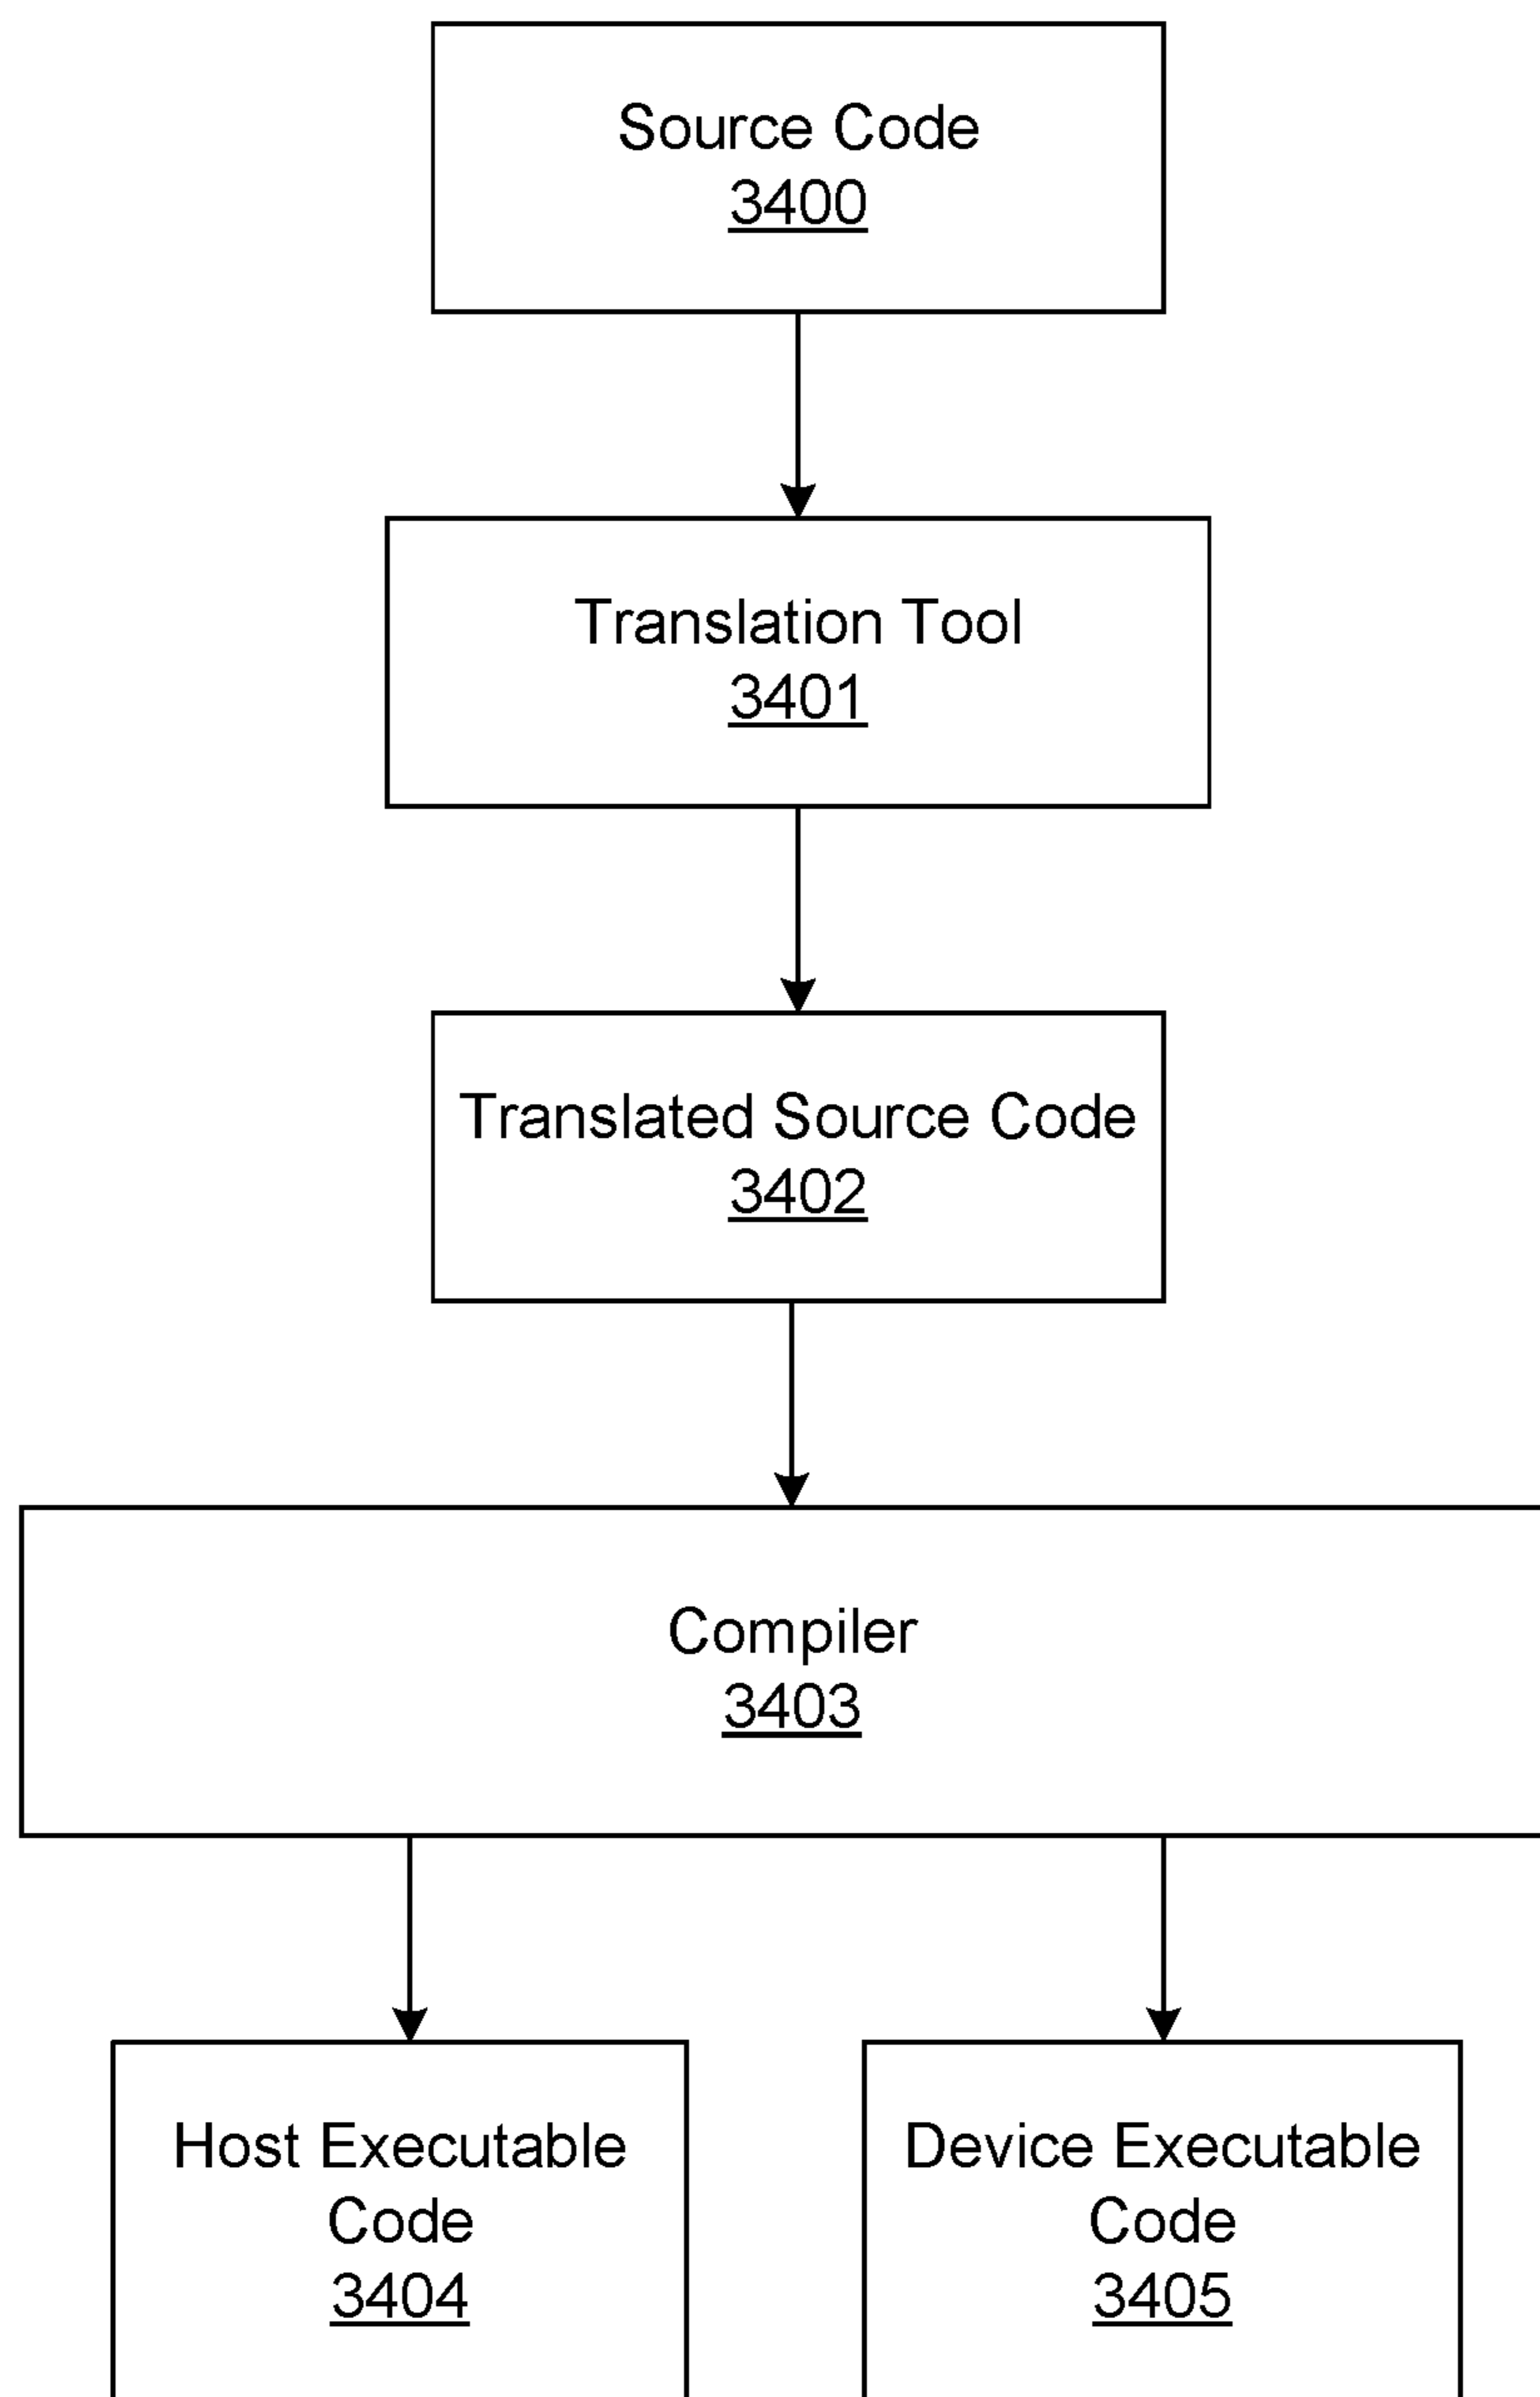 Source Code
3400
Translation Tool
3401
Translated Source Code
3402
Compiler
3403
Host Executable
Code
3404
Device Executable
Code
3405